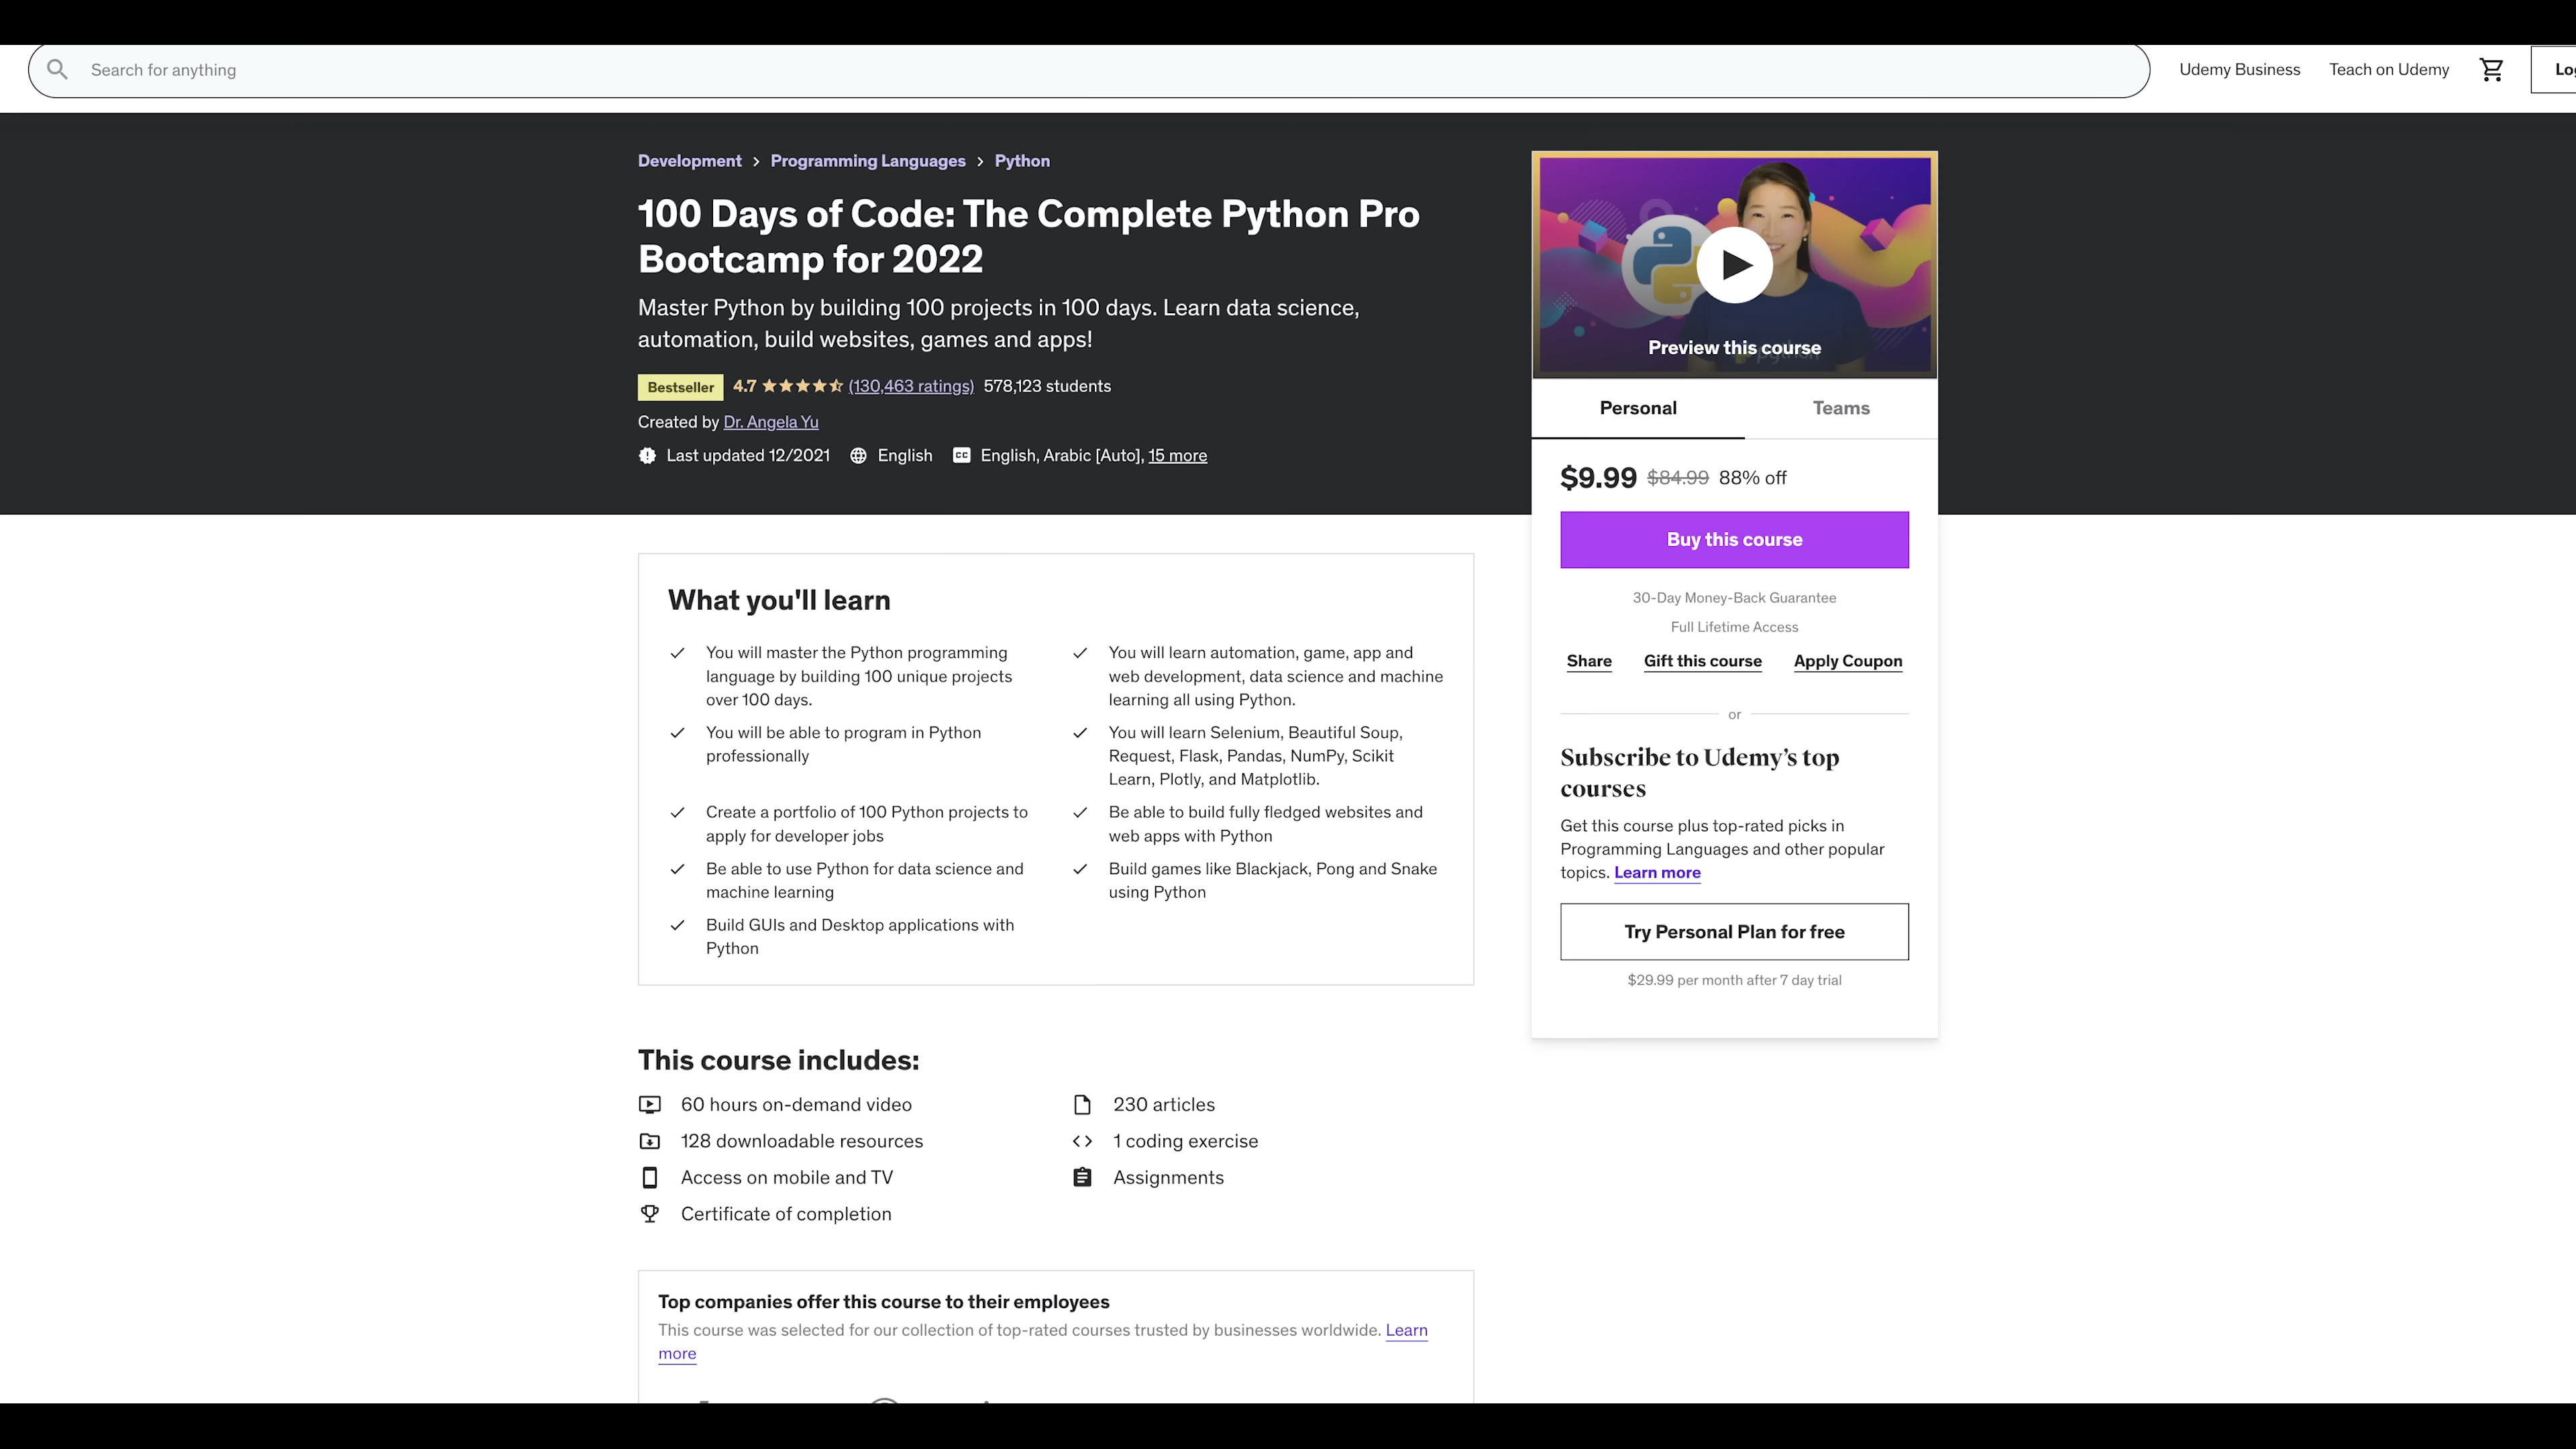 Search for anything
Udemy Business
Teach on Udemy
Development > Programming Languages > Python
100 Days of Code: The Complete Python Pro
Bootcamp for 2022
Master Python by building 100 projects in 100 days. Learn data science,
automation, build websites, games and apps!
Bestseller 4.7 (130,463 ratings) 578,123 students
Created by Dr. Angela Yu
Last updated 12/2021 English CC English, Arabic [Auto], 15 more
Preview this course
Personal Teams
$9.99 $84.99 88% off
Buy this course
30-Day Money-Back Guarantee
Full Lifetime Access
Share Gift this course Apply Coupon
or
Subscribe to Udemy’s top
courses
Get this course plus top-rated picks in
Programming Languages and other popular
topics. Learn more
Try Personal Plan for free
$29.99 per month after 7 day trial
What you'll learn
You will master the Python programming
language by building 100 unique projects
over 100 days.
You will be able to program in Python
professionally
Create a portfolio of 100 Python projects to
apply for developer jobs
Be able to use Python for data science and
machine learning
Build GUIs and Desktop applications with
Python
You will learn automation, game, app and
web development, data science and machine
learning all using Python.
You will learn Selenium, Beautiful Soup,
Request, Flask, Pandas, NumPy, Scikit
Learn, Plotly, and Matplotlib.
Be able to build fully fledged websites and
web apps with Python
Build games like Blackjack, Pong and Snake
using Python
This course includes:
60 hours on-demand video
128 downloadable resources
Access on mobile and TV
Certificate of completion
230 articles
1 coding exercise
Assignments
Top companies offer this course to their employees
This course was selected for our collection of top-rated courses trusted by businesses worldwide. Learn
more